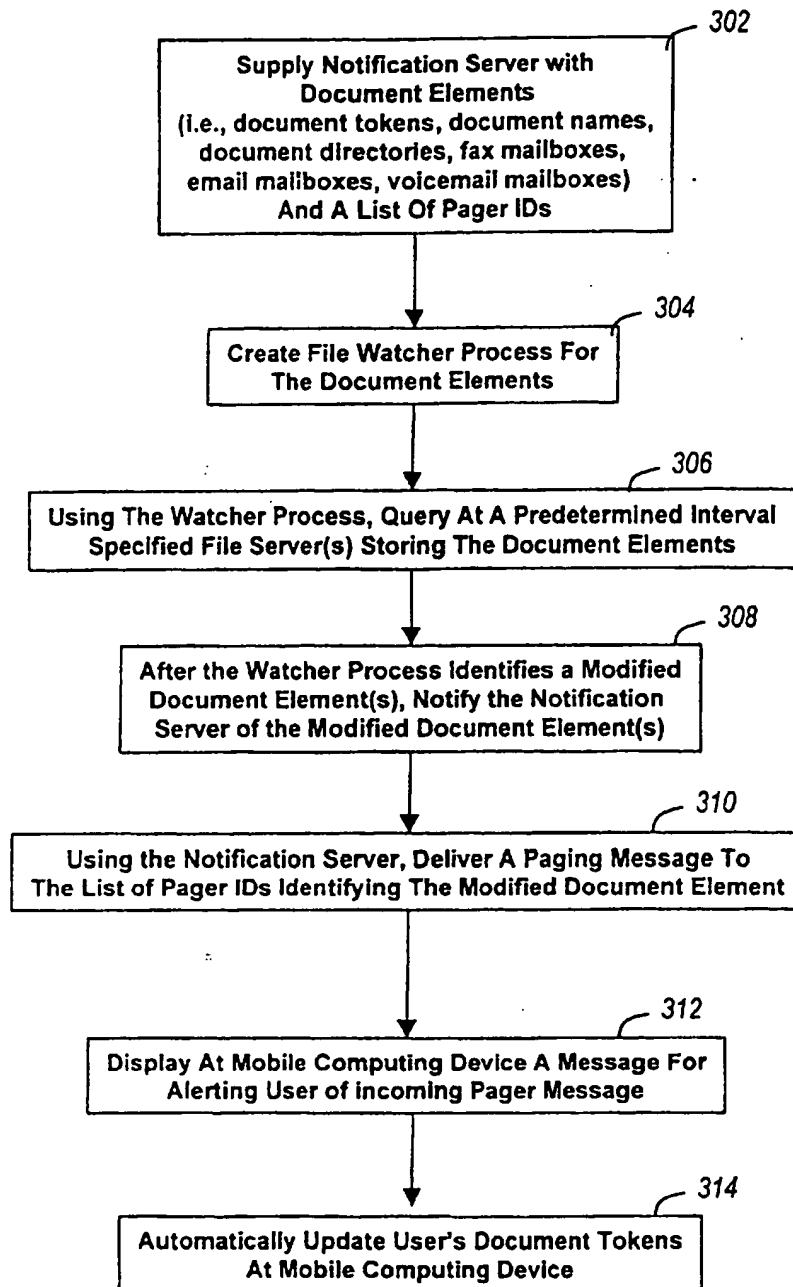 302
Supply Notification Server with
Document Elements
(i.e., document tokens, document names,
document directories, fax mailboxes,
email mailboxes, voicemail mailboxes)
And A List Of Pager IDs
304
Create File Watcher Process For
The Document Elements
306
Using The Watcher Process, Query At A Predetermined Interval
Specified File Server(s) Storing The Document Elements
308
After the Watcher Process Identifies a Modified
Document Element(s), Notify the Notification
Server of the Modified Document Element(s)
310
Using the Notification Server, Deliver A Paging Message To
The List of Pager IDs Identifying The Modified Document Element
312
Display At Mobile Computing Device A Message For
Alerting User of incoming Pager Message
314
Automatically Update User's Document Tokens
At Mobile Computing Device